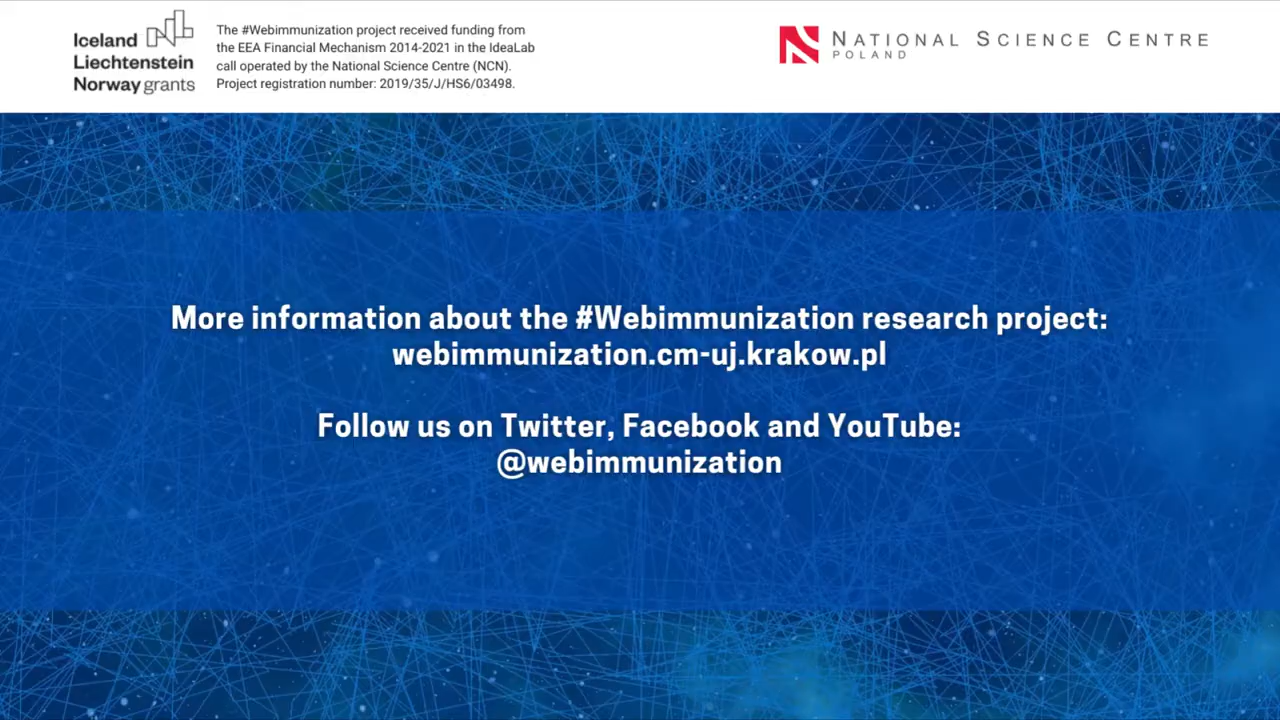 Iceland
Liechtenstein
Norway grants
The #Webimmunization project received funding from
the EEA Financial Mechanism 2014-2021 in the IdeaLab
call operated by the National Science Centre (NCN).
Project registration number: 2019/35/J/HS6/03498.
NATIONAL SCIENCE CENTRE
POLAND
More information about the #Webimmunization research project:
webimmunization.cm-uj.krakow.pl
Follow us on Twitter, Facebook and YouTube:
@webimmunization